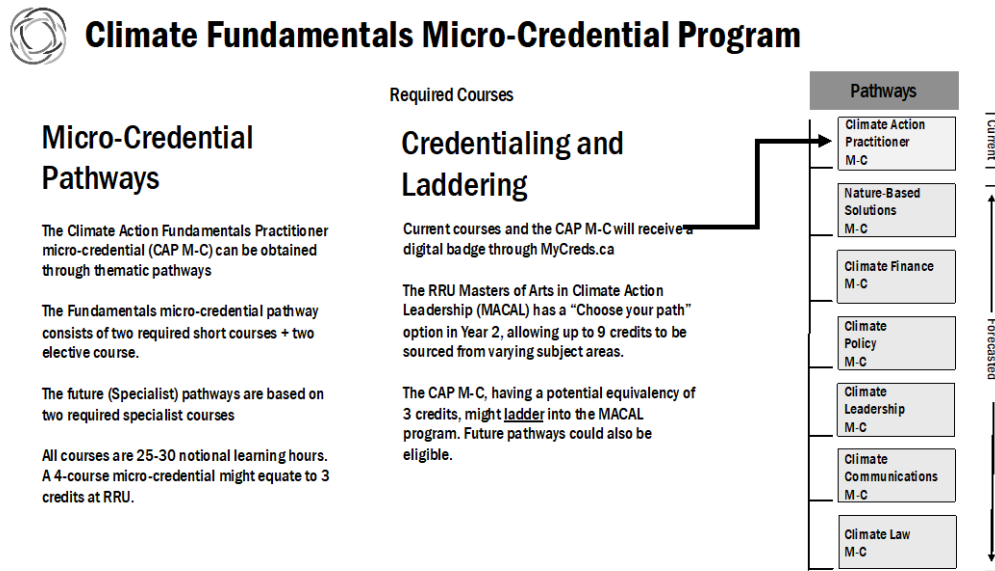 Climate Fundamentals Micro-Credential Program
Required Courses
Micro-Credential
Pathways
The Climate Action Fundamentals Practitioner
micro-credential (CAP M-C) can be obtained
through thematic pathways
The Fundamentals micro-credential pathway
consists of two required short courses + two
elective course.
The future (Specialist) pathways are based on
two required specialist courses
All courses are 25-30 notional learning hours.
A 4-course micro-credential might equate to 3
credits at RRU.
Credentialing and
Laddering
Current courses and the CAP M-C will receive a
digital badge through MyCreds.ca
The RRU Masters of Arts in Climate Action
Leadership (MACAL) has a “Choose your path”
option in Year 2, allowing up to 9 credits to be
sourced from varying subject areas.
The CAP M-C, having a potential equivalency of
3 credits, might ladder into the MACAL
program. Future pathways could also be
eligible.
Pathways
Climate Action
Practitioner
M-C
Nature-Based
Solutions
M-C
Climate Finance
M-C
Climate
Policy
M-C
Climate
Leadership
M-C
Climate
Communications
M-C
Climate Law
M-C
Current
Forecasted